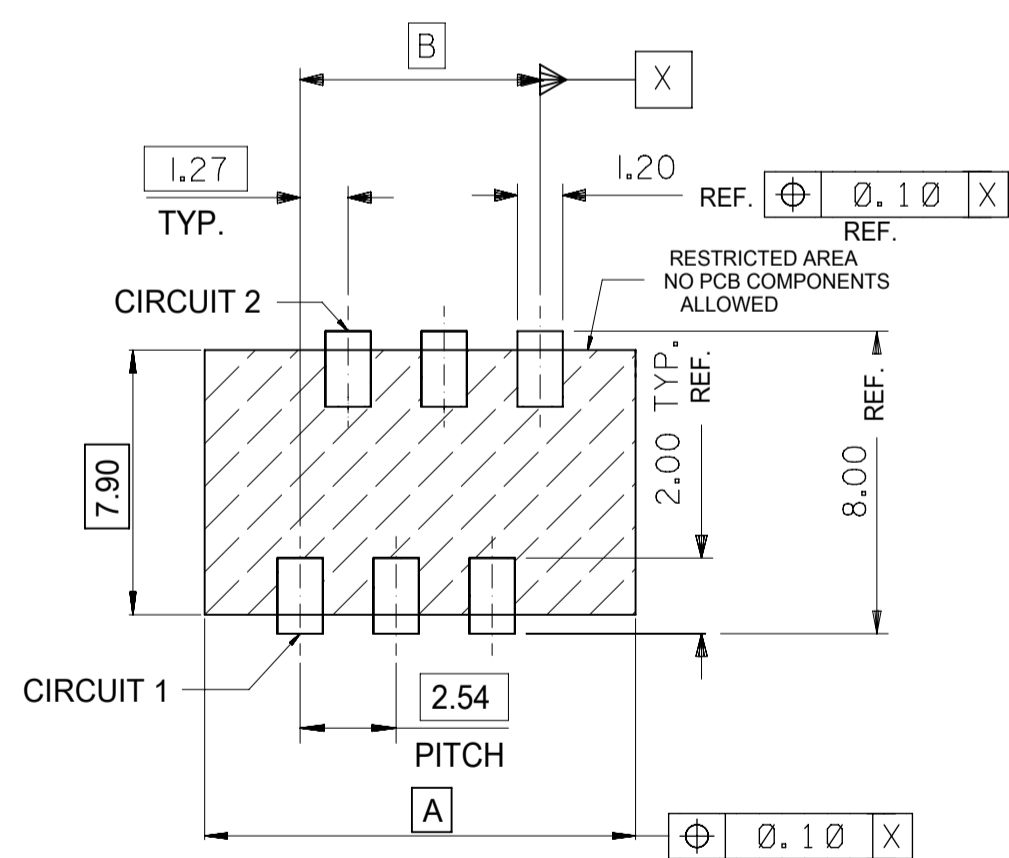 B
X
1.27
TYP.
1.20
REF.
⌖ Ø.10 X
REF.
RESTRICTED AREA
NO PCB COMPONENTS
ALLOWED
CIRCUIT 2
2.00 TYP.
REF.
8.00 REF.
7.90
CIRCUIT 1
2.54
PITCH
A
⌖ Ø.10 X